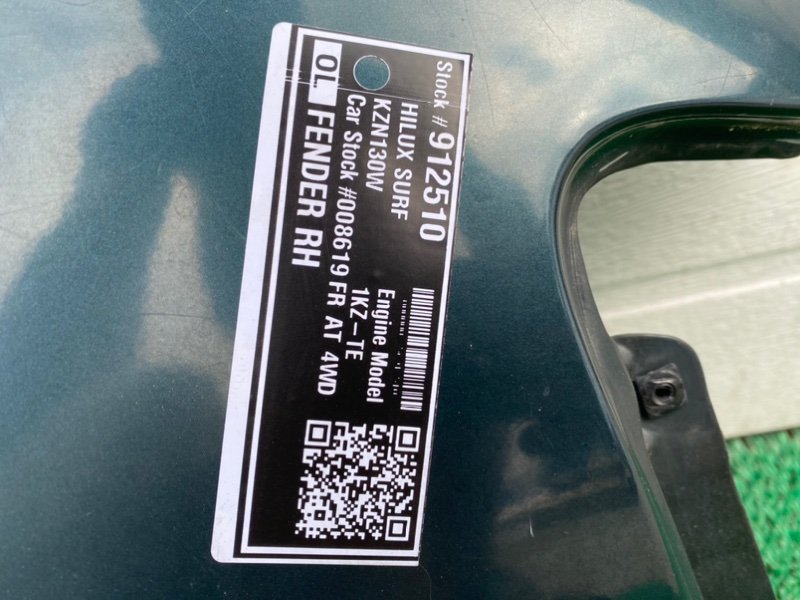 Stock # 912510
HILUX SURF
KZN130W Engine Model
Car Stock #008619 1KZ-TE
FR AT 4WD
OL FENDER RH